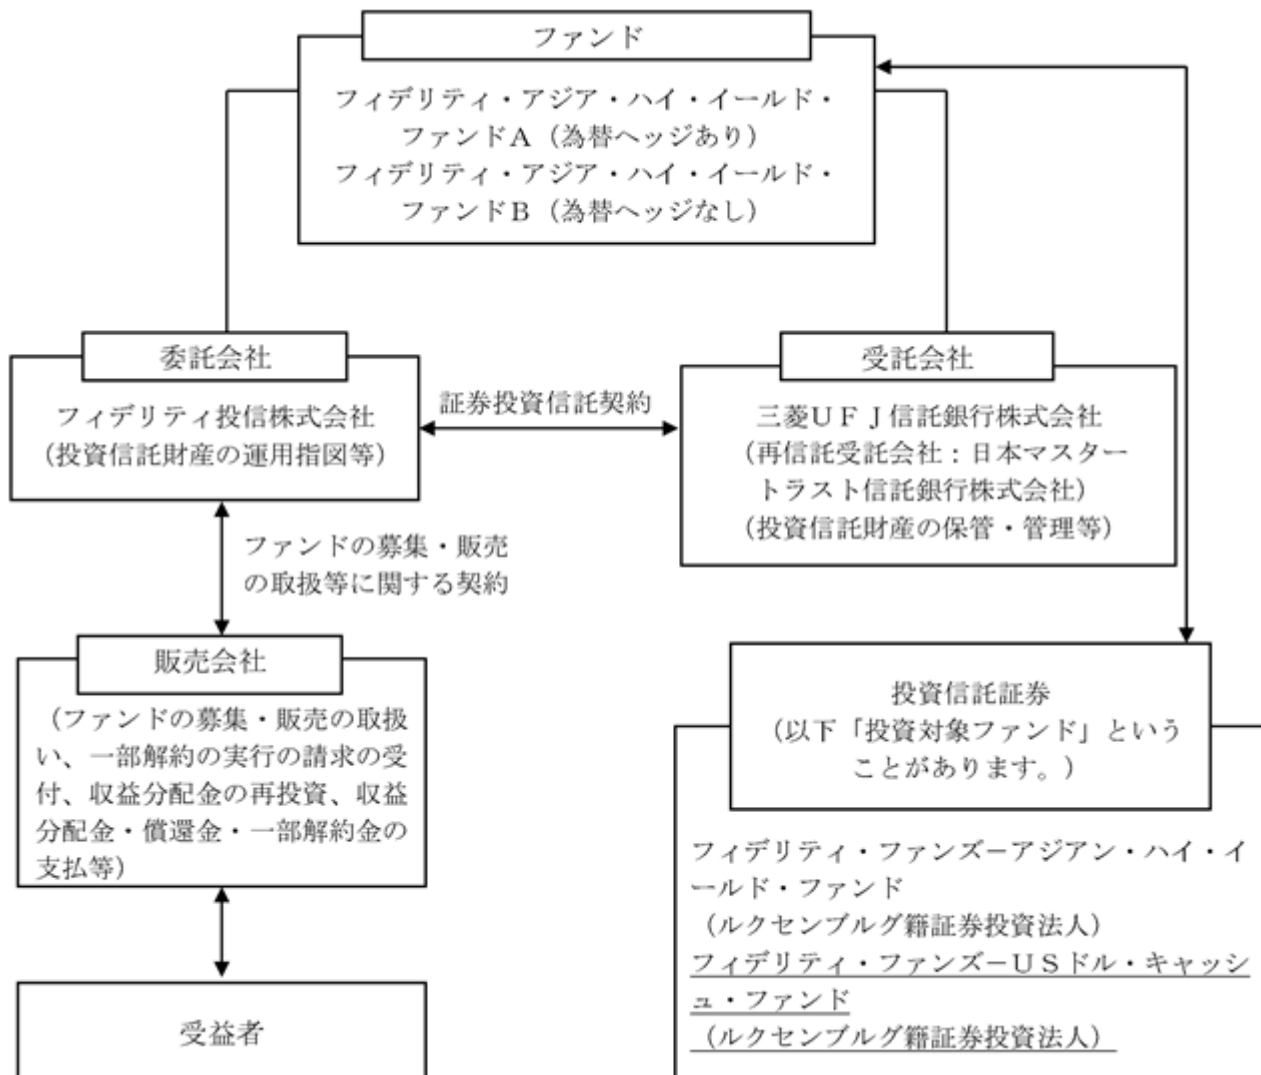 ファンド
フィデリティ・アジア・ハイ・イールド・
ファンドＡ（為替ヘッジあり）
フィデリティ・アジア・ハイ・イールド・
ファンドＢ（為替ヘッジなし）
委託会社
フィデリティ投信株式会社
（投資信託財産の運用指図等）
証券投資信託契約
受託会社
三菱ＵＦＪ信託銀行株式会社
（再信託受託会社：日本マスター
トラスト信託銀行株式会社）
（投資信託財産の保管・管理等）
ファンドの募集・販売
の取扱等に関する契約
販売会社
（ファンドの募集・販売の取扱
い、一部解約の実行の請求の受
付、収益分配金の再投資、収益
分配金・償還金・一部解約金の
支払等）
受益者
投資信託証券
（以下「投資対象ファンド」という
ことがあります。）
フィデリティ・ファンズ－アジアン・ハイ・イ
ールド・ファンド
（ルクセンブルグ籍証券投資法人）
フィデリティ・ファンズ－ＵＳドル・キャッシ
ュ・ファンド
（ルクセンブルグ籍証券投資法人）